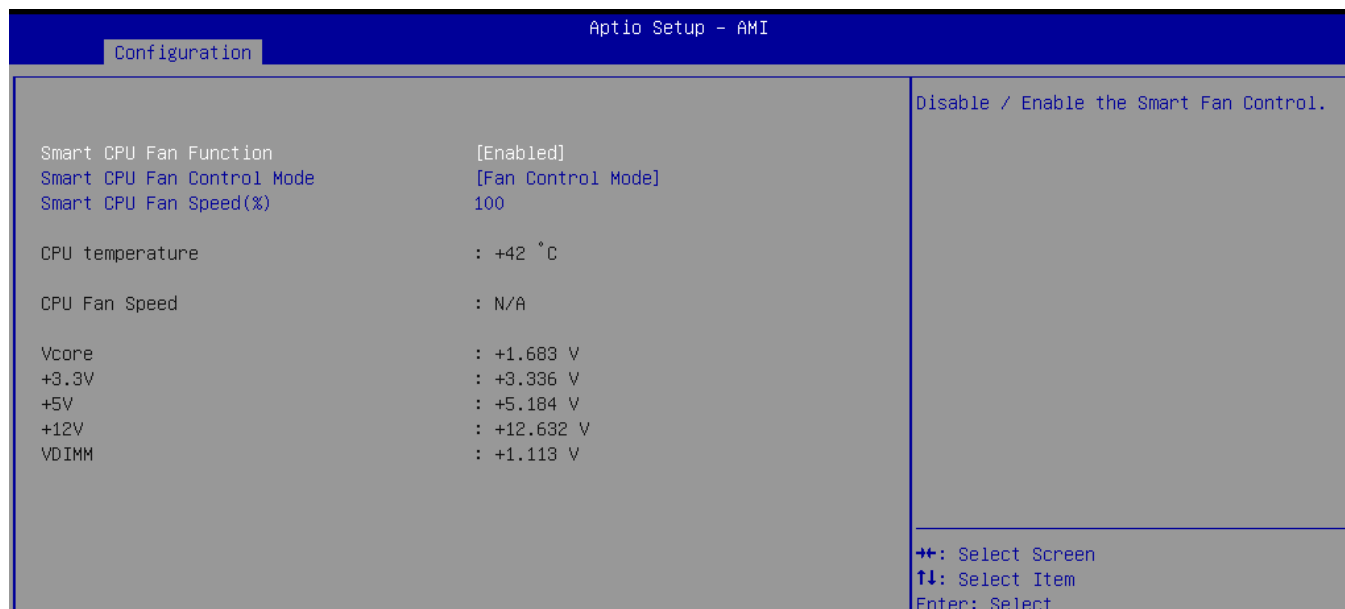 Aptio Setup – AMI
Configuration
Disable / Enable the Smart Fan Control.
Smart CPU Fan Function [Enabled]
Smart CPU Fan Control Mode [Fan Control Mode]
Smart CPU Fan Speed(%) 100
CPU temperature : +42 °C
CPU Fan Speed : N/A
Vcore : +1.683 V
+3.3V : +3.336 V
+5V : +5.184 V
+12V : +12.632 V
VDIMM : +1.113 V
→←: Select Screen
↑↓: Select Item
Enter: Select